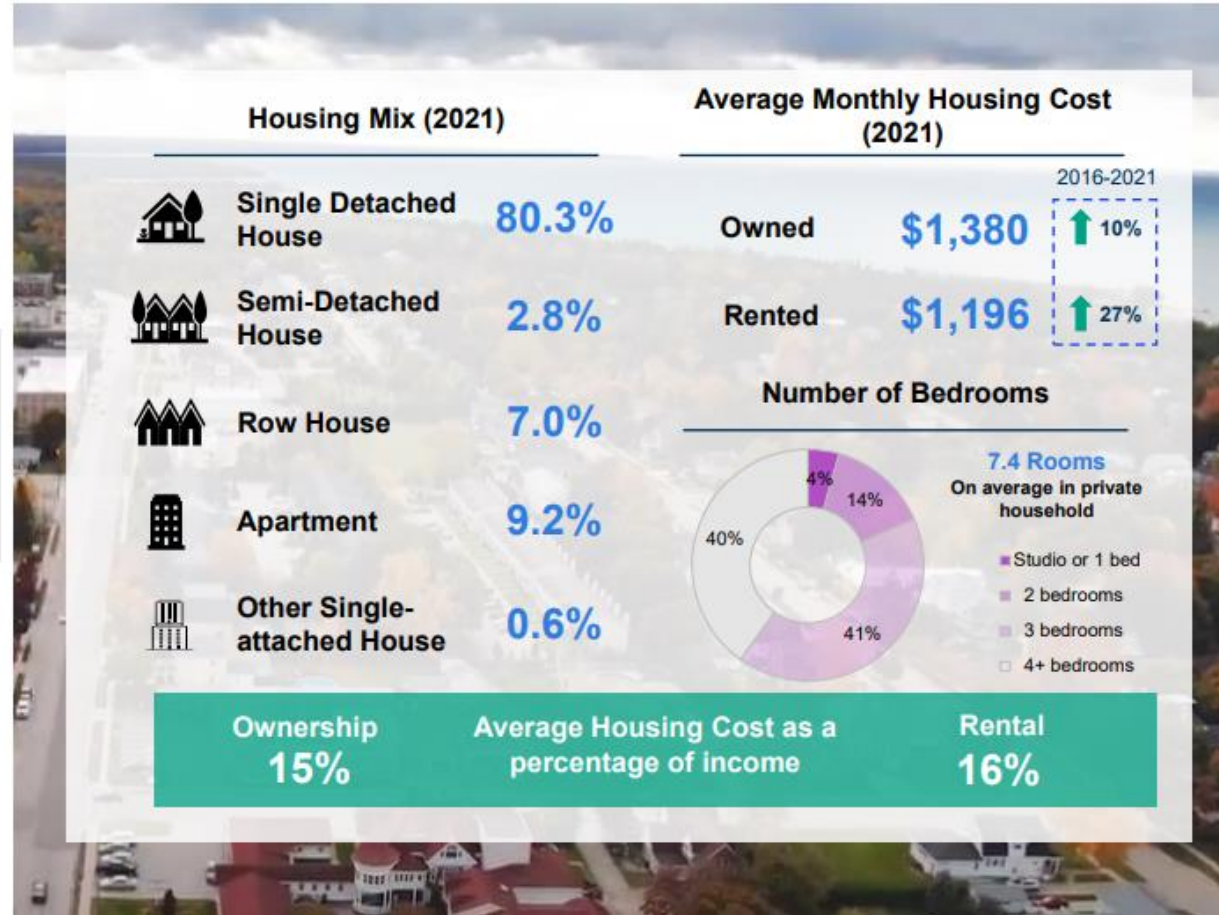 Housing Mix (2021)
Single Detached
House
80.3%
Semi-Detached
House
2.8%
Row House
7.0%
Apartment
9.2%
Other Single-
attached House
0.6%
Average Monthly Housing Cost
(2021)
2016-2021
Owned
$1,380
10%
Rented
$1,196
27%
Number of Bedrooms
4%
14%
41%
40%
7.4 Rooms
On average in private
household
Studio or 1 bed
2 bedrooms
3 bedrooms
4+ bedrooms
Ownership
15%
Average Housing Cost as a
percentage of income
Rental
16%